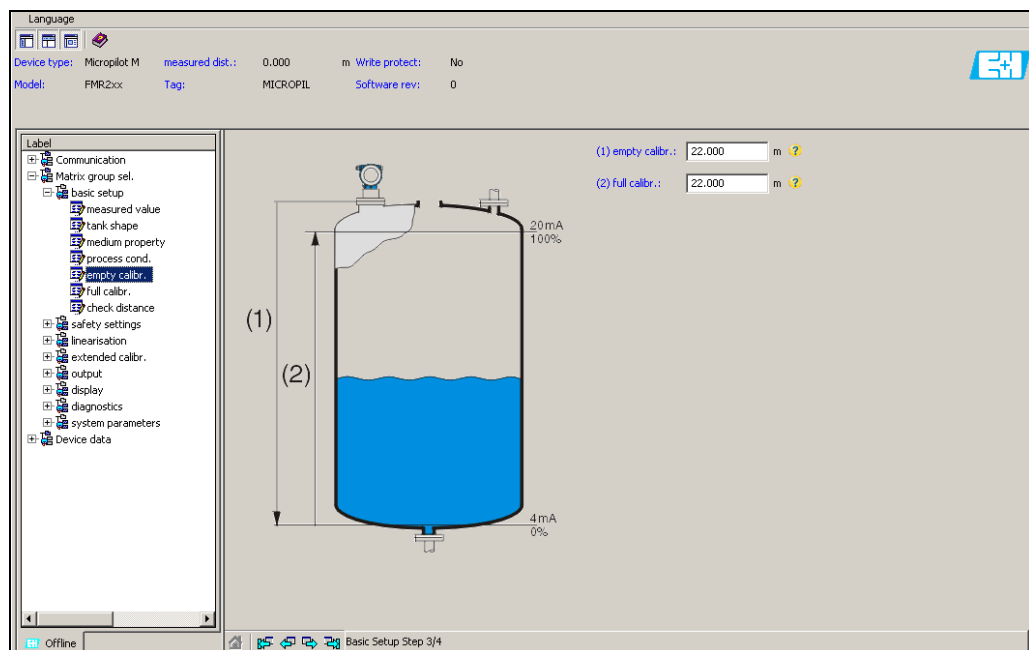 Language
Device type: Micropilot M measured dist.: 0.000 m Write protect: No
Model: FMR2xx Tag: MICROPIL Software rev: 0
E+H
Label
Communication
Matrix group sel.
basic setup
measured value
tank shape
medium property
process cond.
empty calibr.
full calibr.
check distance
safety settings
linearisation
extended calibr.
output
display
diagnostics
system parameters
Device data
(1) empty calibr.: 22.000 m ?
(2) full calibr.: 22.000 m ?
20mA
100%
(1)
(2)
4mA
0%
EH Offline
Basic Setup Step 3/4